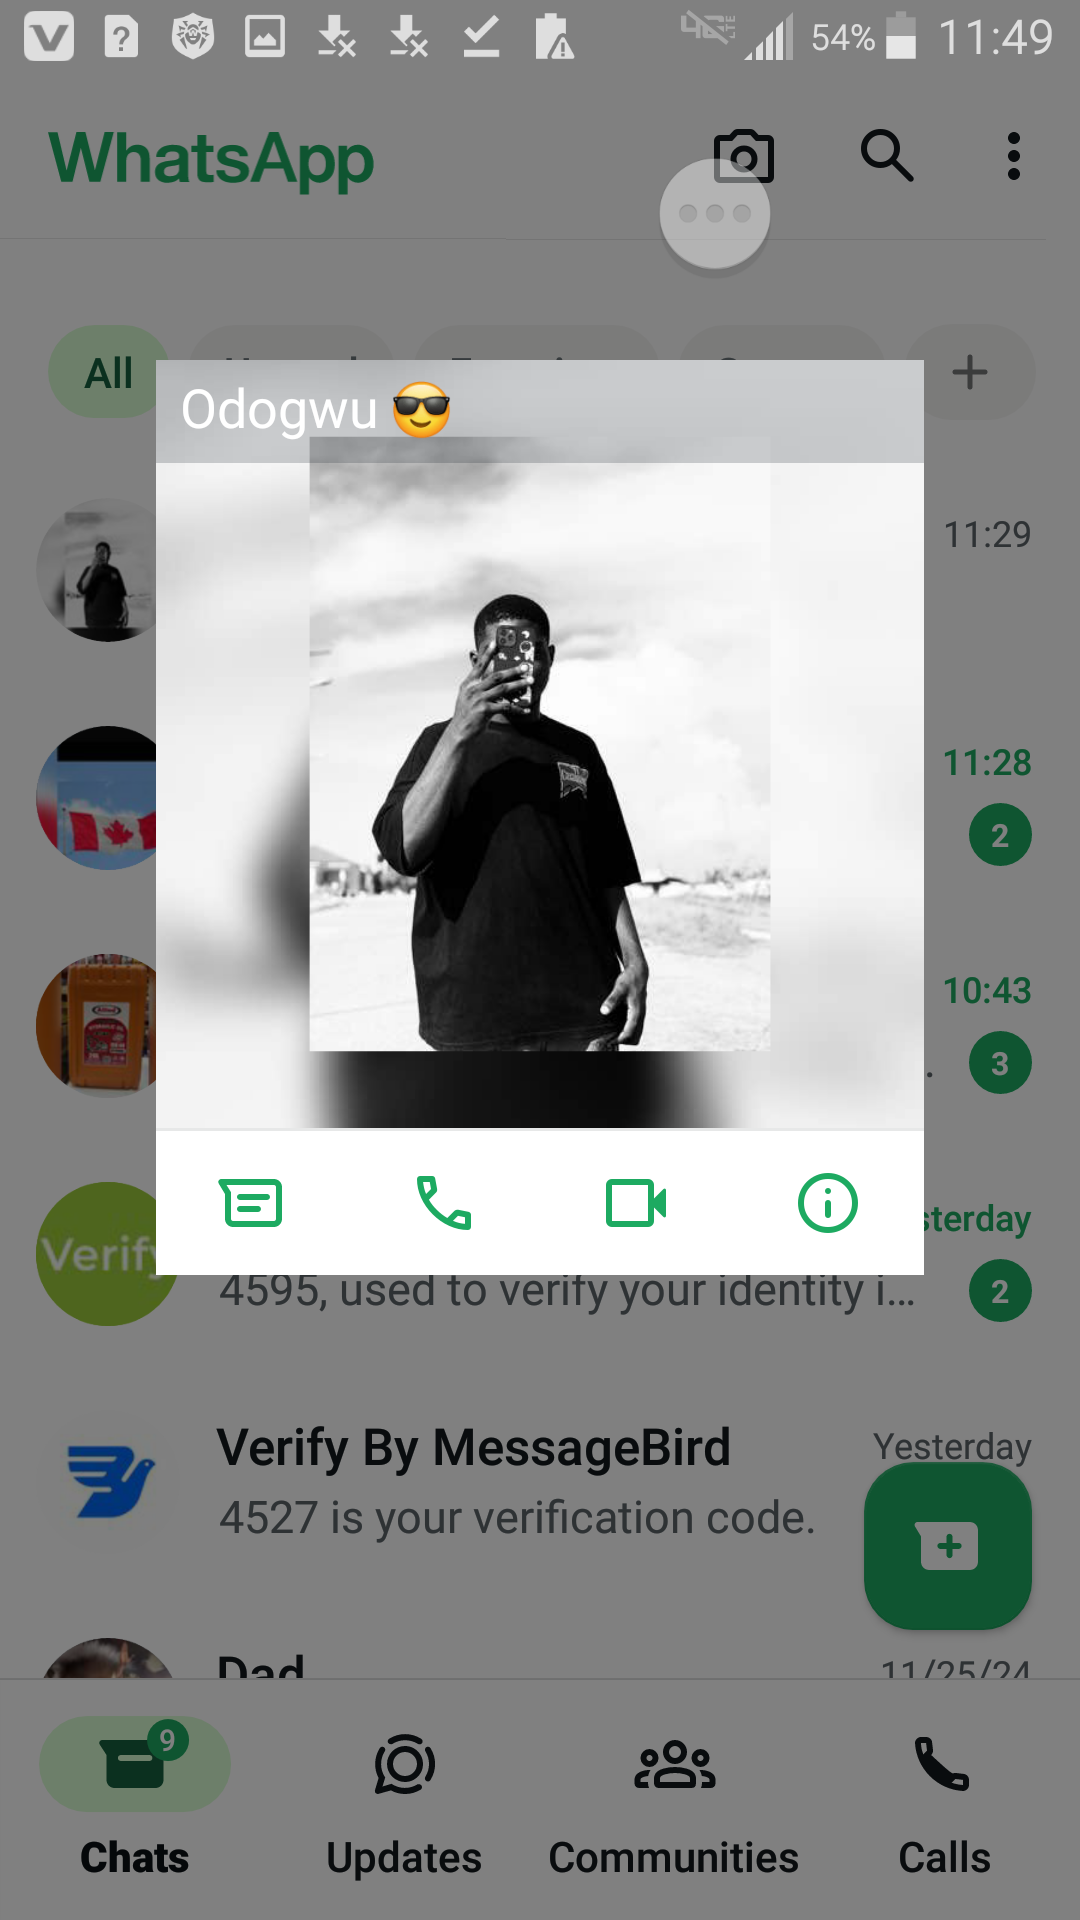 54% 11:49
WhatsApp
All
Odogwu 😎
11:29
11:28
2
10:43
3
Verify
sterday
4595, used to verify your identity i...
2
Verify By MessageBird
Yesterday
4527 is your verification code.
Dad
11/25/24
9
Chats
Updates
Communities
Calls